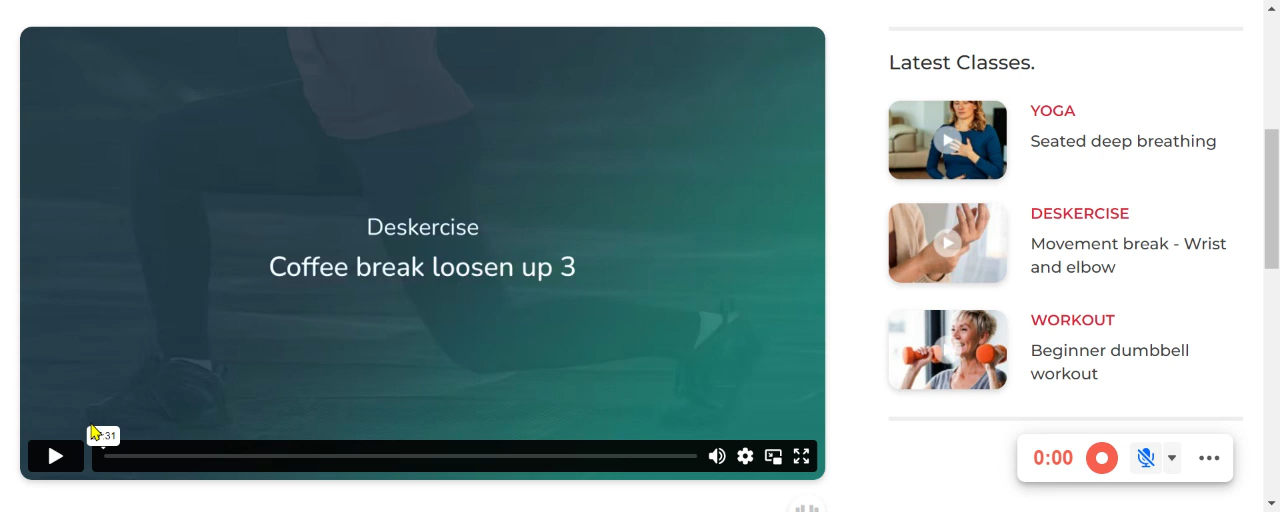 Deskercise
Coffee break loosen up 3
:31
Latest Classes.
YOGA
Seated deep breathing
DESKERCISE
Movement break - Wrist
and elbow
WORKOUT
Beginner dumbbell
workout
0:00